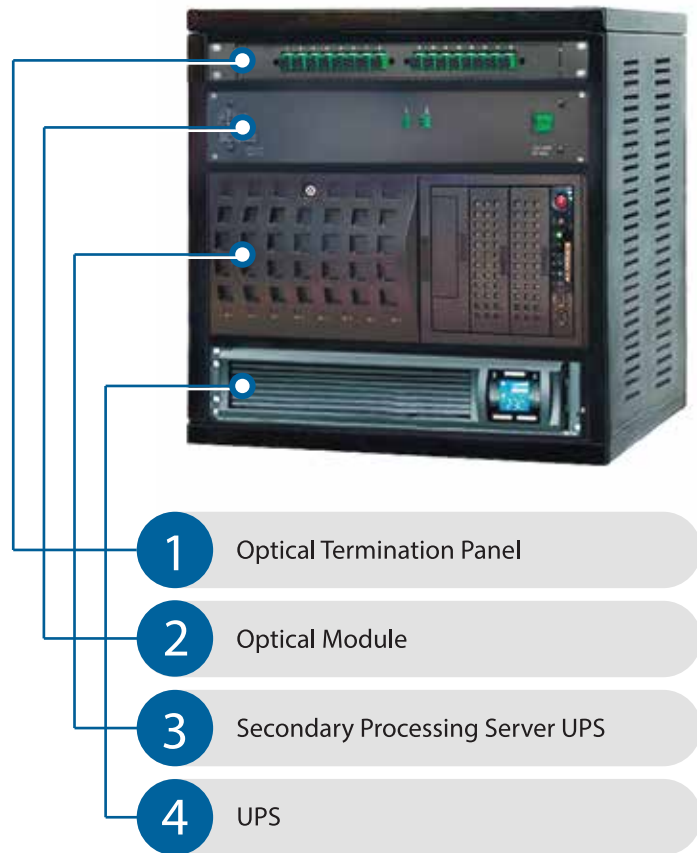 1 Optical Termination Panel
2 Optical Module
3 Secondary Processing Server UPS
4 UPS